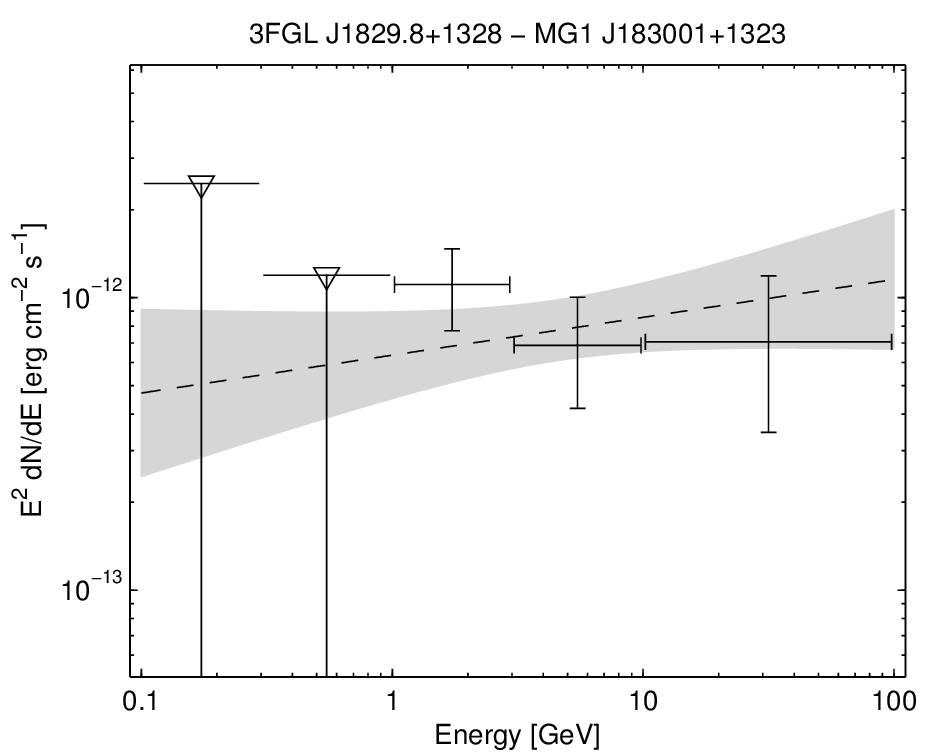 3FGL J1829.8+1328 − MG1 J183001+1323
E² dN/dE [erg cm⁻² s⁻¹]
10⁻¹²
10⁻¹³
0.1 1 10 100
Energy [GeV]